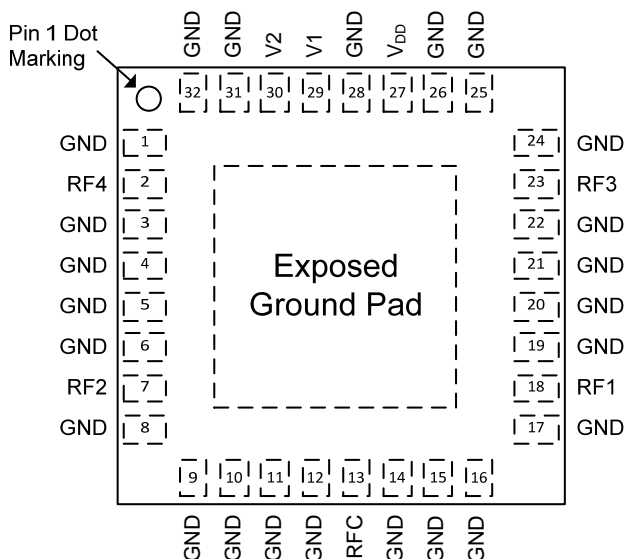 Pin 1 Dot
Marking
GND GND V2 V1 GND VDD GND GND
32 31 30 29 28 27 26 25
GND 1 24 GND
RF4 2 23 RF3
GND 3 22 GND
GND 4 21 GND
GND 5 20 GND
GND 6 19 GND
RF2 7 18 RF1
GND 8 17 GND
Exposed
Ground Pad
9 10 11 12 13 14 15 16
GND GND GND GND RFC GND GND GND